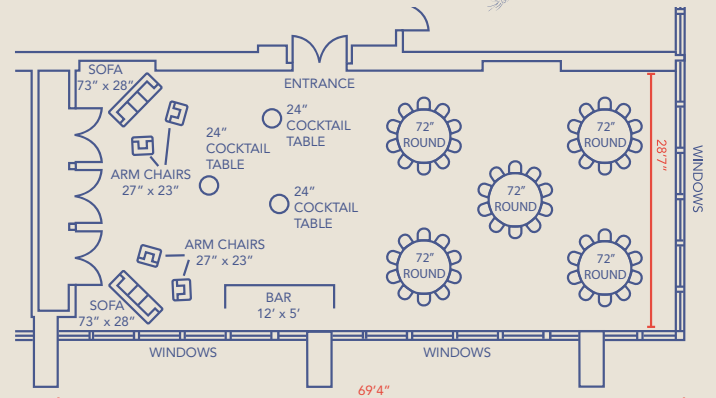 SOFA
73” x 28”
ENTRANCE
24”
COCKTAIL
TABLE
24”
COCKTAIL
TABLE
72”
ROUND
72”
ROUND
28’7”
WINDOWS
ARM CHAIRS
27” x 23”
24”
COCKTAIL
TABLE
72”
ROUND
ARM CHAIRS
27” x 23”
72”
ROUND
72”
ROUND
SOFA
73” x 28”
BAR
12’ x 5’
WINDOWS
WINDOWS
69’4”